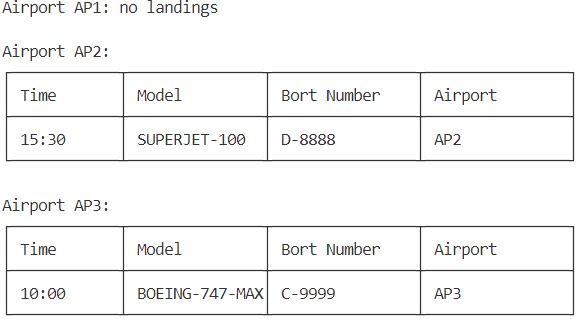 Airport AP1: no landings
Airport AP2:
Time Model Bort Number Airport
15:30 SUPERJET-100 D-8888 AP2
Airport AP3:
Time Model Bort Number Airport
10:00 BOEING-747-MAX C-9999 AP3